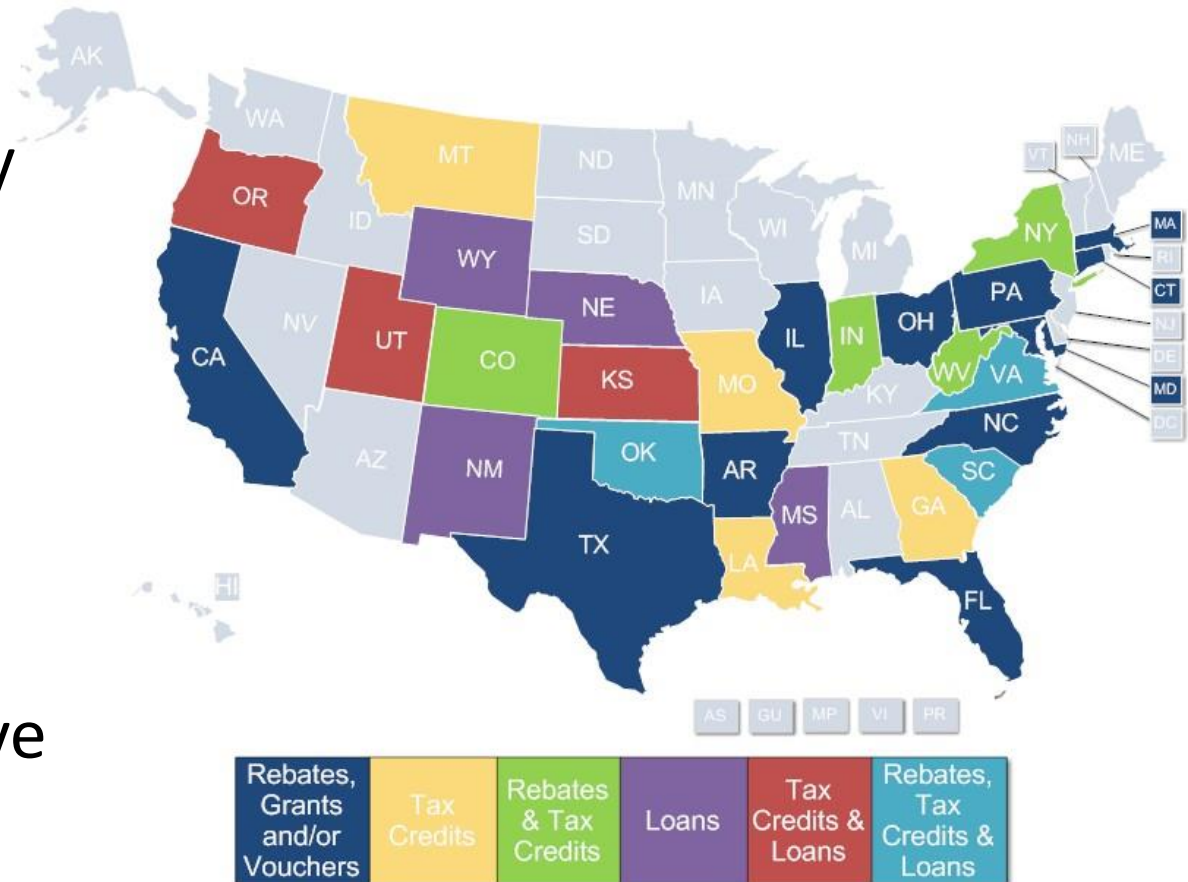 AK
WA
y
MT
ND
MN
VT
NH
ME
OR
ID
SD
WI
MI
NY
MA
RI
WY
IA
PA
CT
NE
NV
UT
CO
IL
IN
OH
NJ
DE
CA
KS
MO
KY
WV
VA
MD
DC
AZ
NM
OK
AR
TN
NC
SC
TX
MS
AL
GA
LA
HI
FL
AS
GU
MP
VI
PR
ve
Rebates,
Grants
and/or
Vouchers
Tax
Credits
Rebates
& Tax
Credits
Loans
Tax
Credits &
Loans
Rebates,
Tax
Credits &
Loans